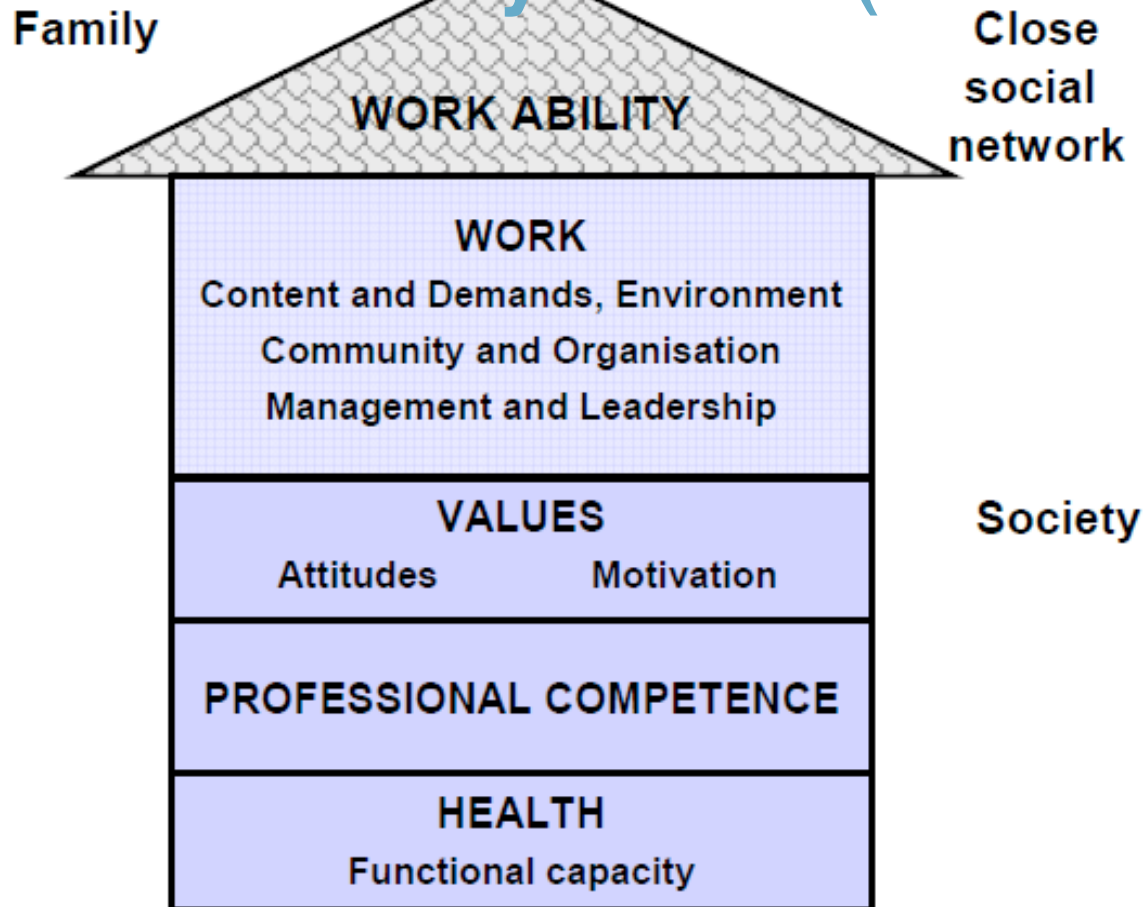 Family
Close
social
network
WORK ABILITY
WORK
Content and Demands, Environment
Community and Organisation
Management and Leadership
VALUES
Attitudes Motivation
Society
PROFESSIONAL COMPETENCE
HEALTH
Functional capacity